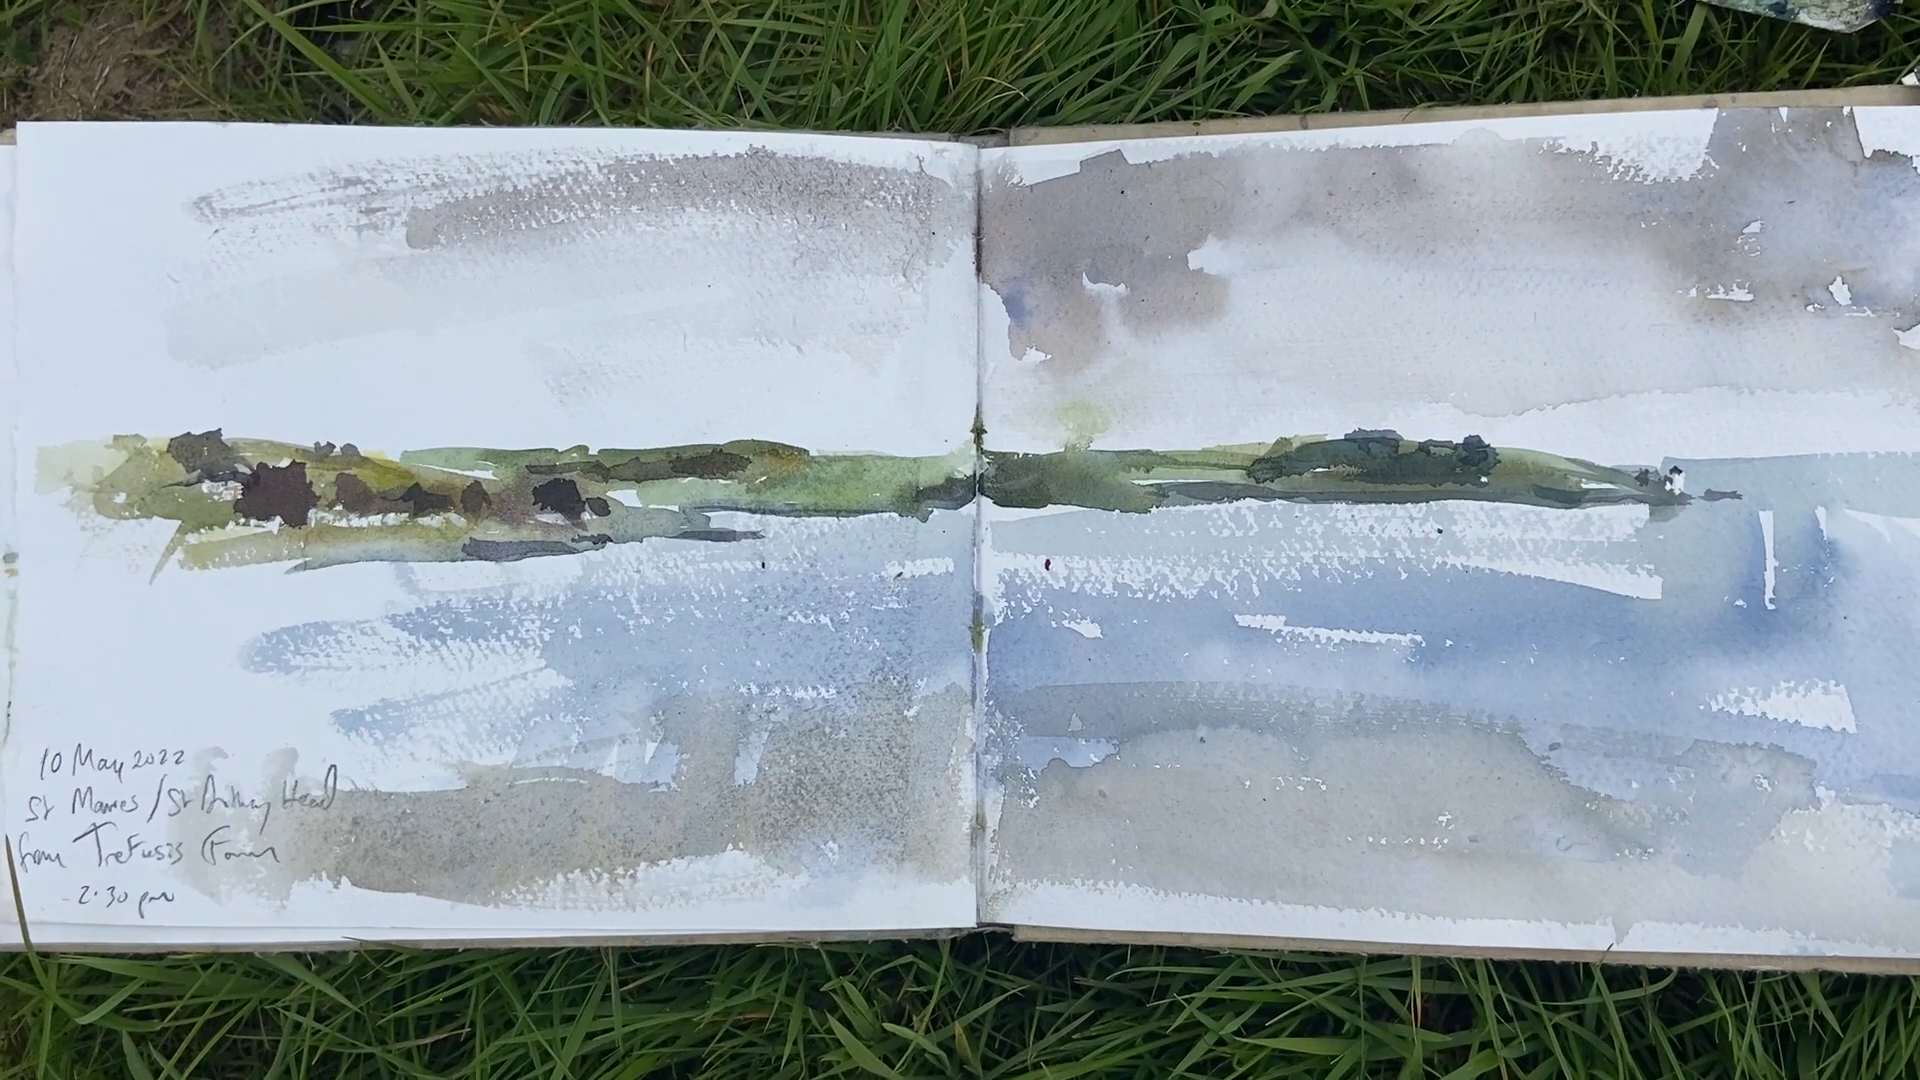 10 May 2022
St Mawes / St Anthony Head
from Trefusis Farm
- 2.30 pm